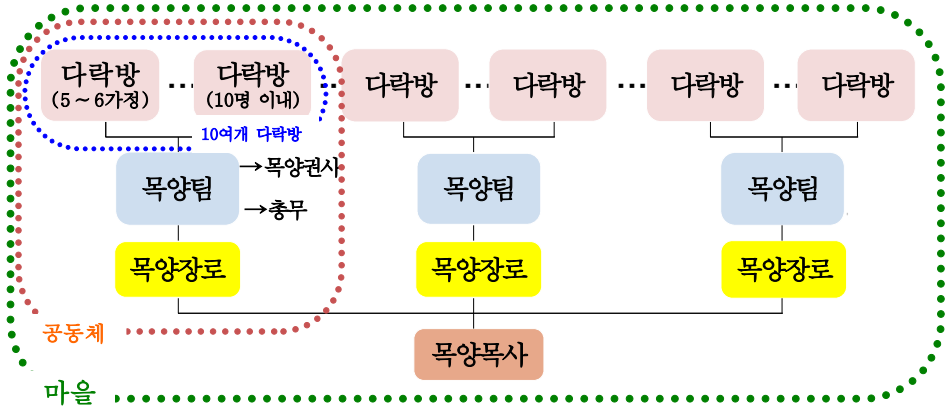 다락방
(5 ~ 6가정)
다락방
(10명 이내)
다락방
다락방
다락방
다락방
10여개 다락방
목양팀
→목양권사
→총무
목양팀
목양팀
목양장로
목양장로
목양장로
공동체
목양목사
마을